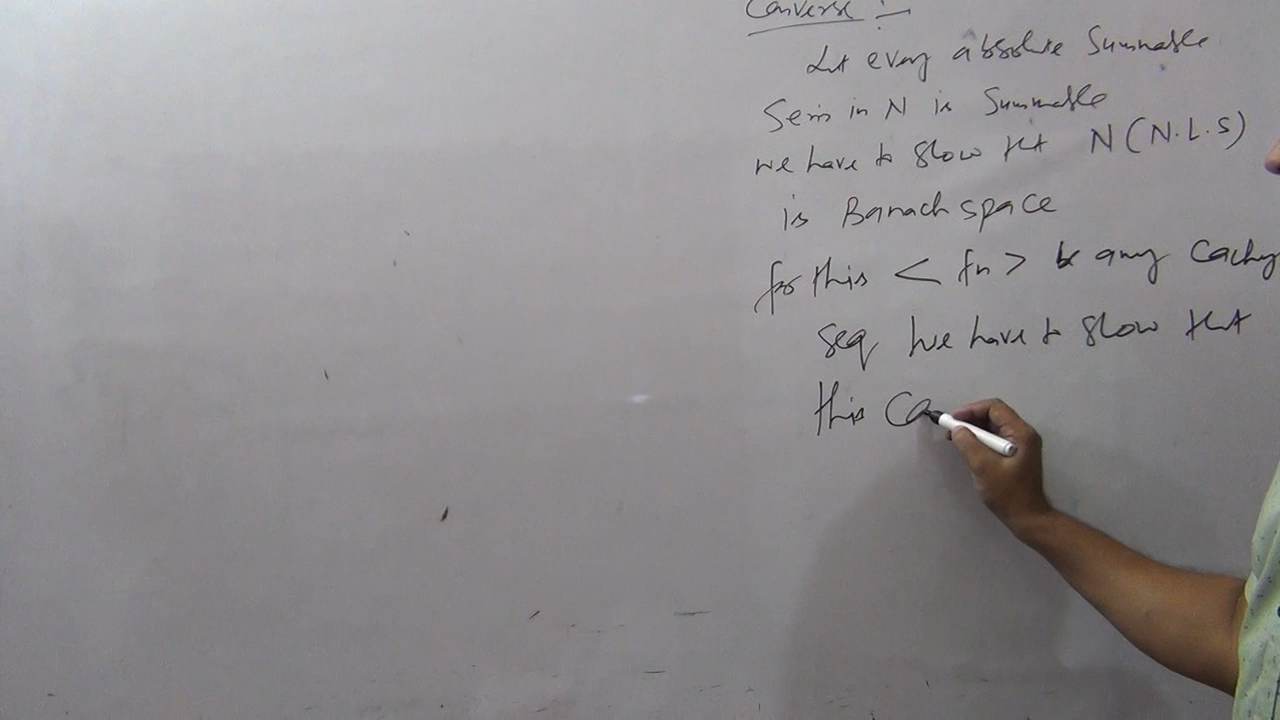 Converse :-
Let every absolute Summable
Series in N is Summable
we have to show that N (N.L.S)
is Banach space
for this < fn > be any Cachy
seq we have to show that
this Ca